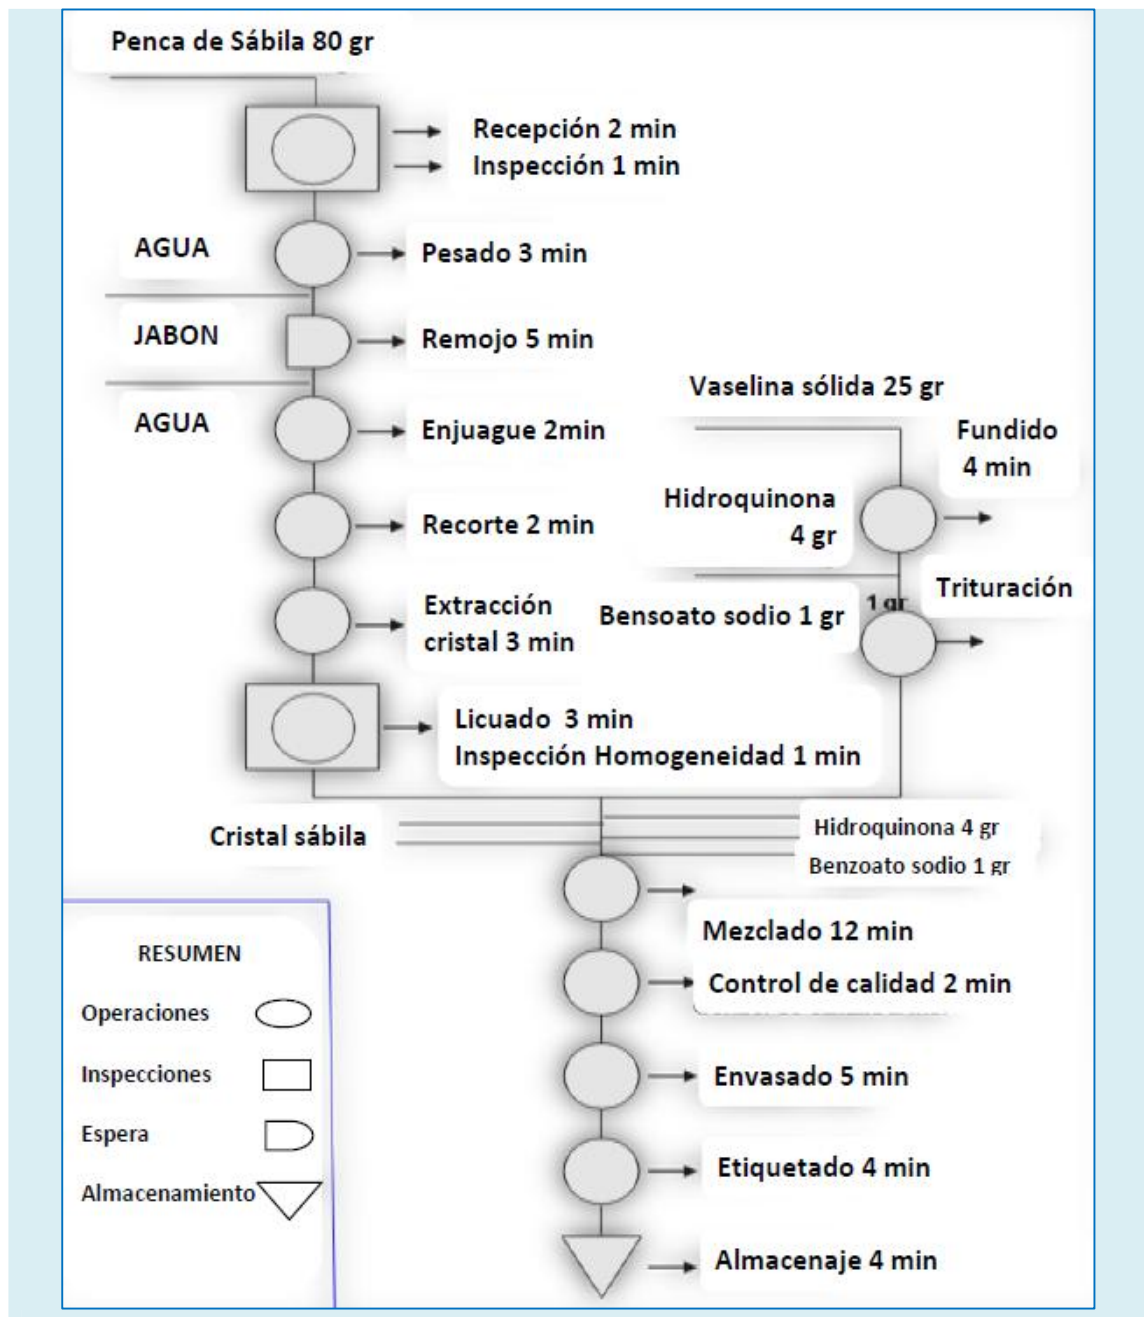 Penca de Sábila 80 gr
Recepción 2 min
Inspección 1 min
AGUA
Pesado 3 min
JABON
Remojo 5 min
AGUA
Enjuague 2min
Recorte 2 min
Extracción
cristal 3 min
Licuado 3 min
Inspección Homogeneidad 1 min
Vaselina sólida 25 gr
Fundido
4 min
Hidroquinona
4 gr
Trituración
Bensoato sodio 1 gr
1 gr
Cristal sábila
Hidroquinona 4 gr
Benzoato sodio 1 gr
Mezclado 12 min
Control de calidad 2 min
Envasado 5 min
Etiquetado 4 min
Almacenaje 4 min
RESUMEN
Operaciones
Inspecciones
Espera
Almacenamiento